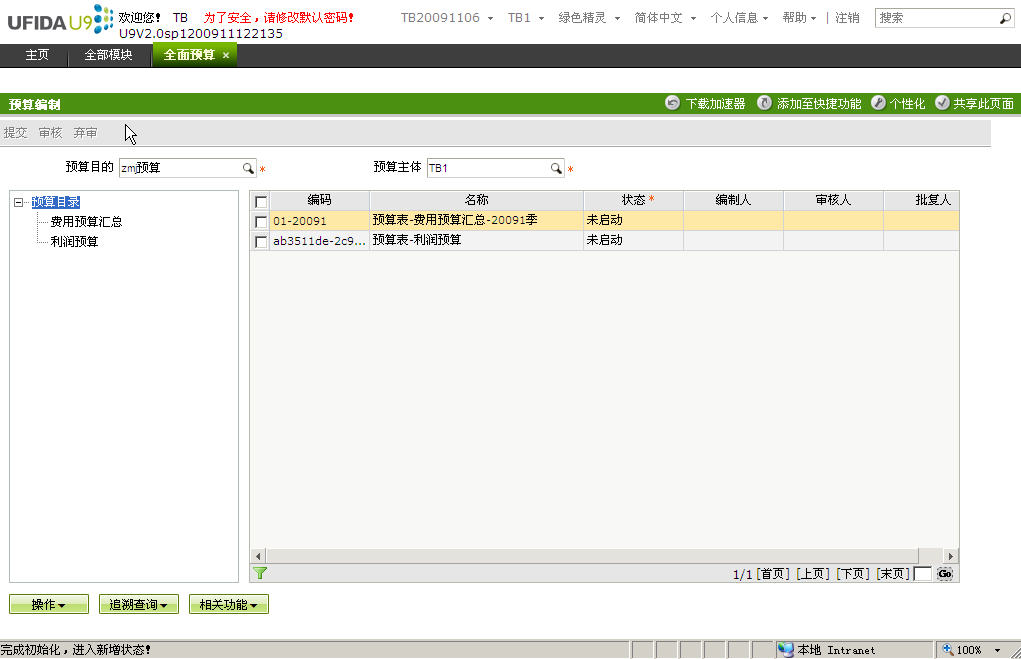 UFIDA U9 欢迎您! TB 为了安全，请修改默认密码! TB20091106 TB1 绿色精灵 简体中文 个人信息 帮助 | 注销 搜索
U9V2.0sp1200911122135
主页 全部模块 全面预算 ×
预算编制 下载加速器 添加至快捷功能 个性化 共享此页面
提交 审核 弃审
预算目的 zm预算 * 预算主体 TB1 *
预算目录
费用预算汇总
利润预算
编码 名称 状态 * 编制人 审核人 批复人
01-20091 预算表-费用预算汇总-20091季 未启动
ab3511de-2c9... 预算表-利润预算 未启动
1/1 [首页] [上页] [下页] [末页] Go
操作 追溯查询 相关功能
完成初始化，进入新增状态! 本地 Intranet 100%